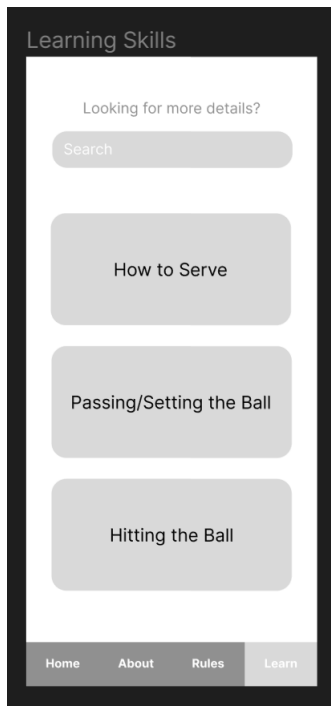 Learning Skills
Looking for more details?
Search
How to Serve
Passing/Setting the Ball
Hitting the Ball
Home About Rules Learn